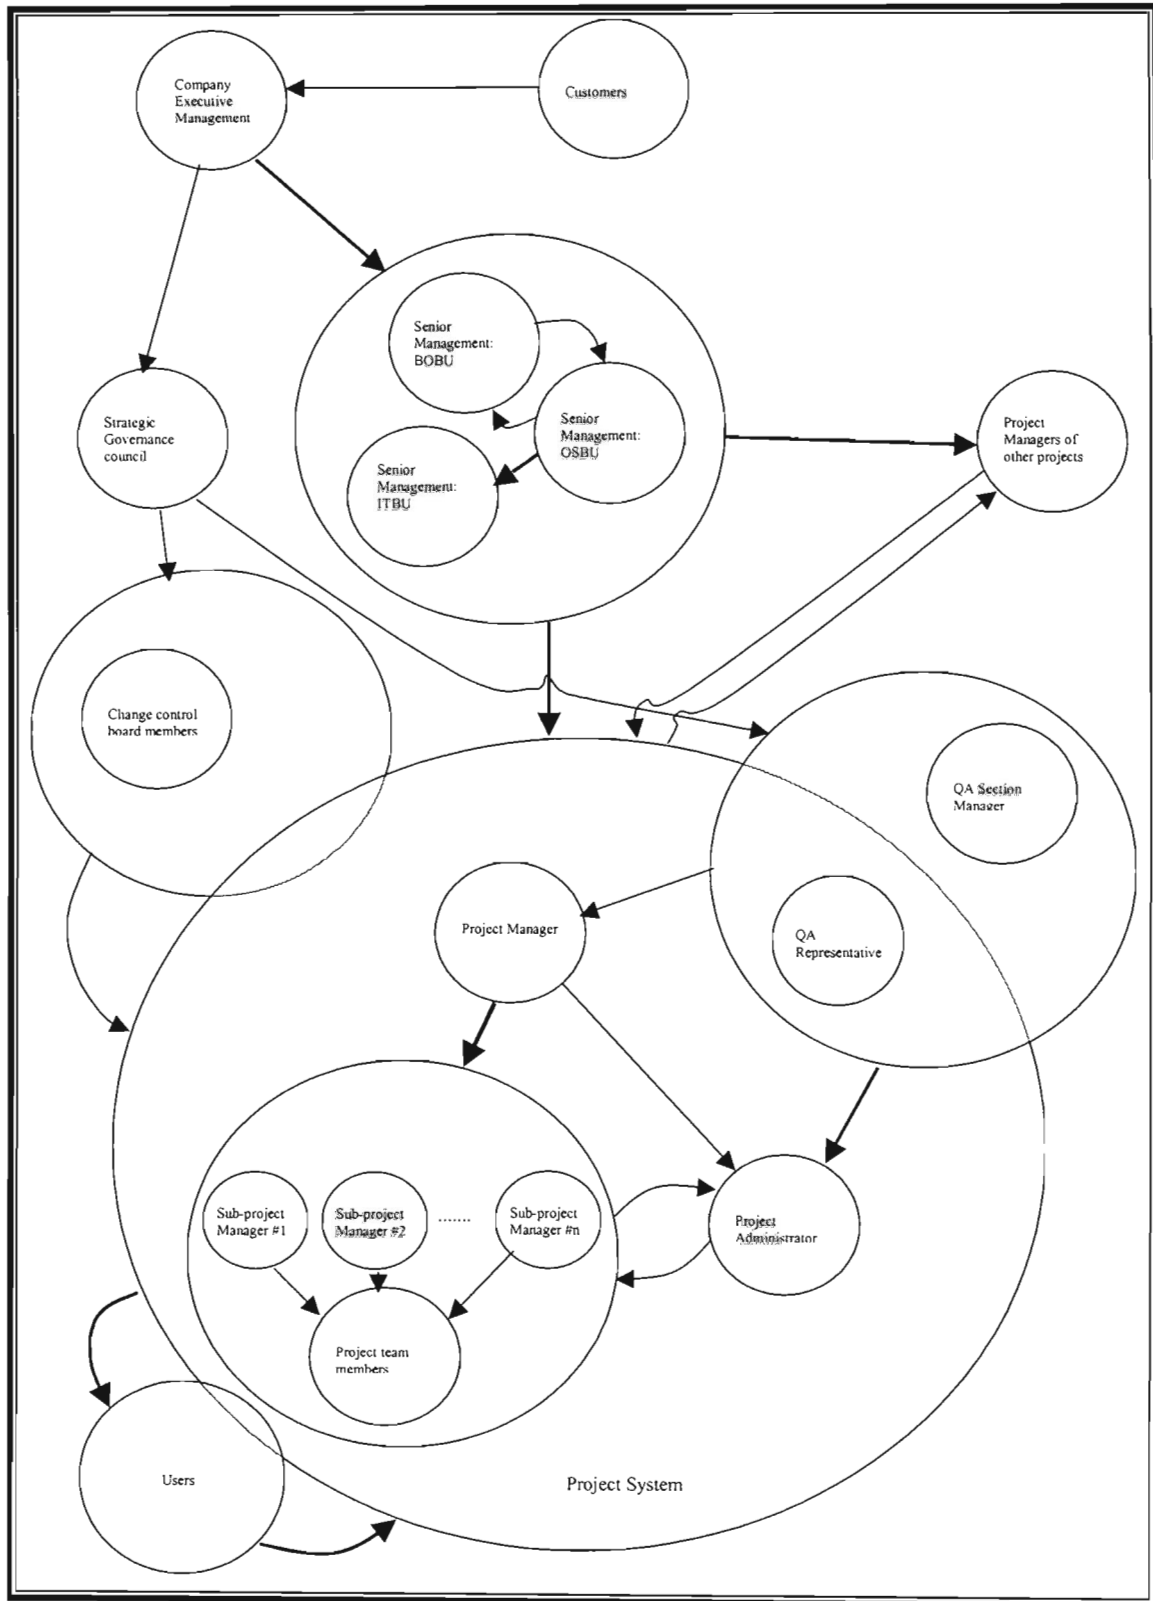 Company
Executive
Management
Customers
Senior
Management:
BOBU
Senior
Management:
OSBU
Senior
Management:
ITBU
Strategic
Governance
council
Project
Managers of
other projects
Change control
board members
QA Section
Manager
QA
Representative
Project Manager
Sub-project
Manager #1
Sub-project
Manager #2
.......
Sub-project
Manager #n
Project
Administrator
Project team
members
Users
Project System